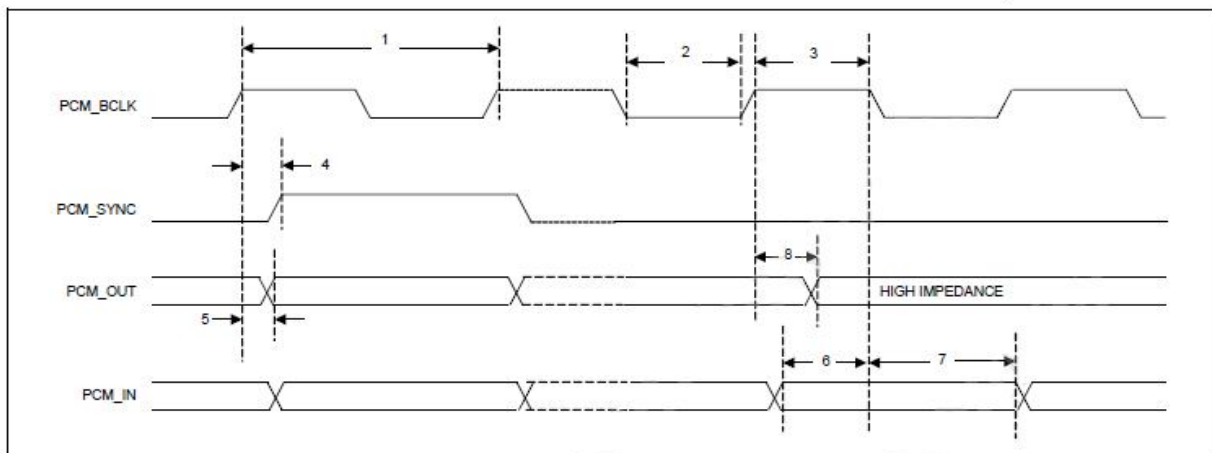 1
2
3
PCM_BCLK
4
PCM_SYNC
8
PCM_OUT
HIGH IMPEDANCE
5
6
7
PCM_IN